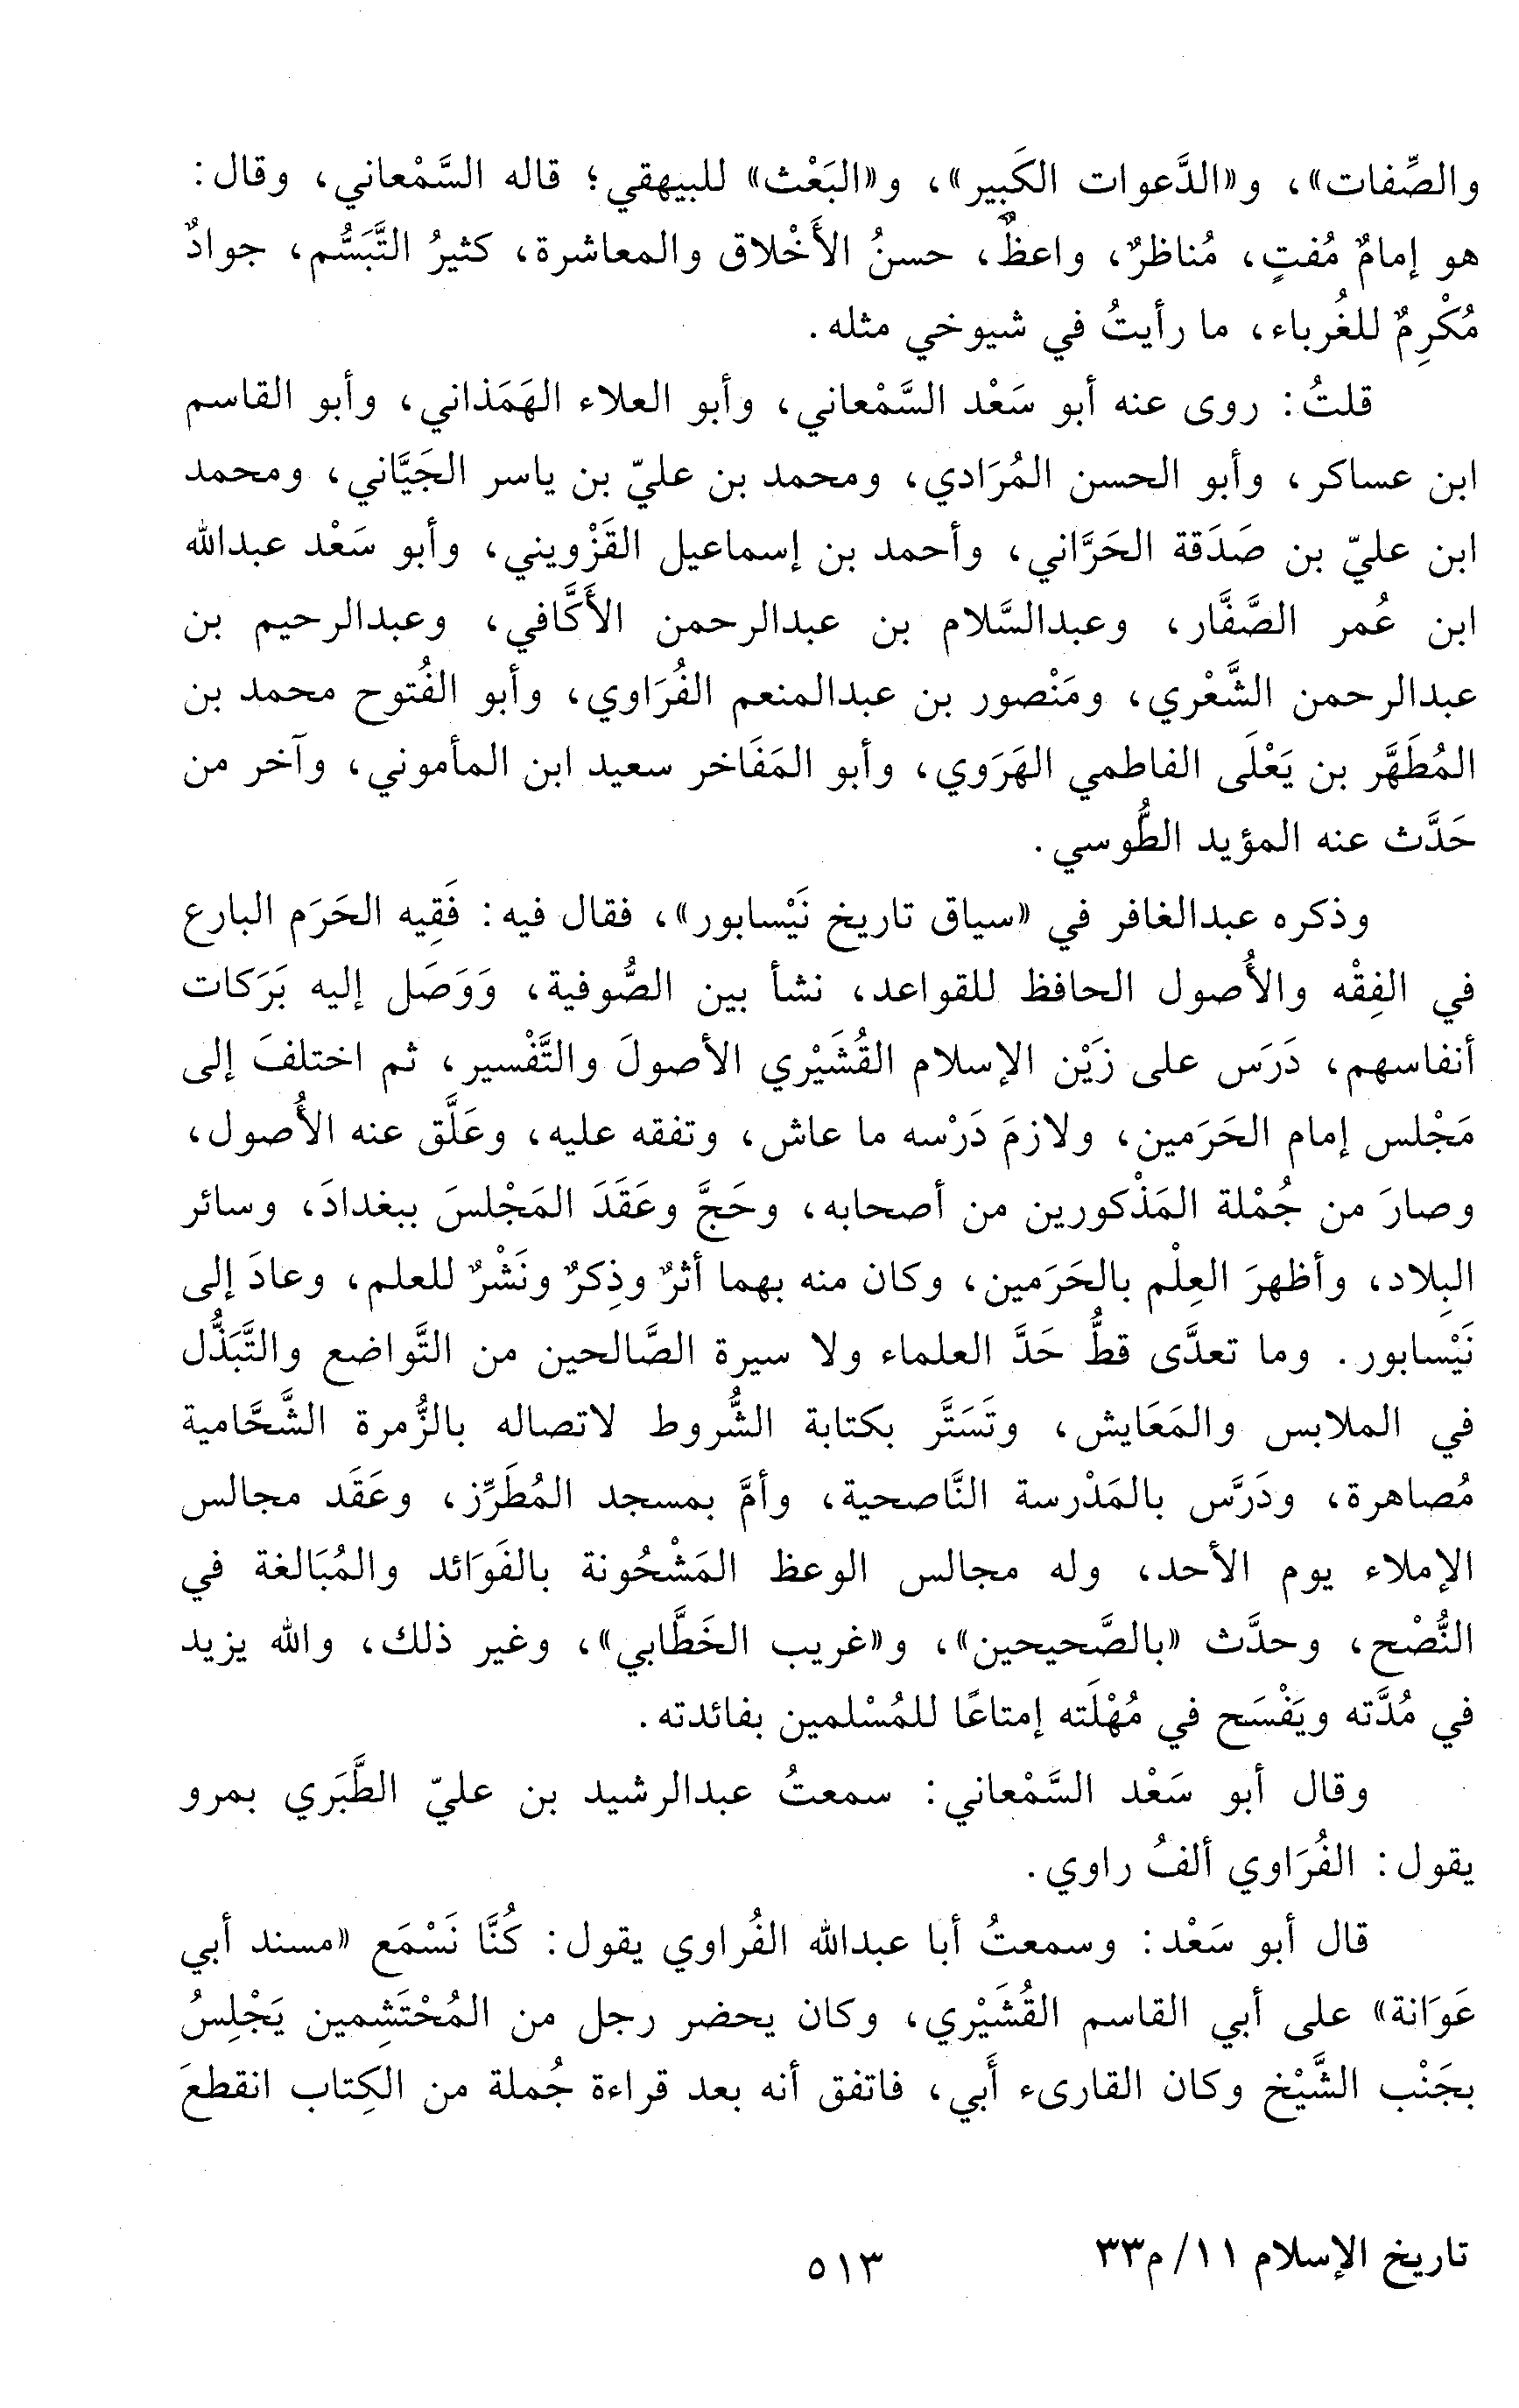 والصِّفات»، و«الدَّعوات الكَبير»، و«البَعْث» للبيهقي؛ قاله السَّمْعاني، وقال:
هو إمامٌ مُفتٍ، مُناظرٌ، واعظٌ، حسنُ الأَخْلاق والمعاشرة، كثيرُ التَّبَسُّم، جوادٌ
مُكْرِمٌ للغُرباء، ما رأيتُ في شيوخي مثله.
قلتُ: روى عنه أبو سَعْد السَّمْعاني، وأبو العلاء الهَمَذاني، وأبو القاسم
ابن عساكر، وأبو الحسن المُرَادي، ومحمد بن عليّ بن ياسر الجَيَّاني، ومحمد
ابن عليّ بن صَدَقة الحَرَّاني، وأحمد بن إسماعيل القَزْويني، وأبو سَعْد عبدالله
ابن عُمر الصَّفَّار، وعبدالسَّلام بن عبدالرحمن الأَكَّافي، وعبدالرحيم بن
عبدالرحمن الشَّعْري، ومَنْصور بن عبدالمنعم الفُرَاوي، وأبو الفُتوح محمد بن
المُطَهَّر بن يَعْلَى الفاطمي الهَرَوي، وأبو المَفَاخر سعيد ابن المأموني، وآخر من
حَدَّث عنه المؤيد الطُّوسي.
وذكره عبدالغافر في «سياق تاريخ نَيْسابور»، فقال فيه: فَقِيه الحَرَم البارع
في الفِقْه والأُصول الحافظ للقواعد، نشأ بين الصُّوفية، وَوَصَل إليه بَرَكات
أنفاسهم، دَرَس على زَيْن الإسلام القُشَيْري الأصولَ والتَّفْسير، ثم اختلفَ إلى
مَجْلس إمام الحَرَمين، ولازمَ دَرْسه ما عاش، وتفقه عليه، وعَلَّق عنه الأُصول،
وصارَ من جُمْلة المَذْكورين من أصحابه، وحَجَّ وعَقَدَ المَجْلسَ ببغدادَ، وسائر
البِلاد، وأظهرَ العِلْم بالحَرَمين، وكان منه بهما أثرٌ وذِكرٌ ونَشْرٌ للعلم، وعادَ إلى
نَيْسابور. وما تعدَّى قطُّ حَدَّ العلماء ولا سيرة الصَّالحين من التَّواضع والتَّبَذُّل
في الملابس والمَعَايش، وتَسَتَّر بكتابة الشُّروط لاتصاله بالزُّمرة الشَّحَّامية
مُصاهرة، ودَرَّس بالمَدْرسة النَّاصحية، وأمَّ بمسجد المُطَرِّز، وعَقَد مجالس
الإملاء يوم الأحد، وله مجالس الوعظ المَشْحُونة بالفَوَائد والمُبَالغة في
النُّصْح، وحدَّث «بالصَّحيحين»، و«غريب الخَطَّابي»، وغير ذلك، والله يزيد
في مُدَّته ويَفْسَح في مُهْلَته إمتاعًا للمُسْلمين بفائدته.
وقال أبو سَعْد السَّمْعاني: سمعتُ عبدالرشيد بن عليّ الطَّبَري بمرو
يقول: الفُرَاوي ألفُ راوي.
قال أبو سَعْد: وسمعتُ أبا عبدالله الفُراوي يقول: كُنَّا نَسْمَع «مسند أبي
عَوَانة» على أبي القاسم القُشَيْري، وكان يحضر رجل من المُحْتَشِمين يَجْلِسُ
بجَنْب الشَّيْخ وكان القارىء أَبي، فاتفق أنه بعد قراءة جُملة من الكِتاب انقطعَ
تاريخ الإسلام ١١/ م٣٣
٥١٣